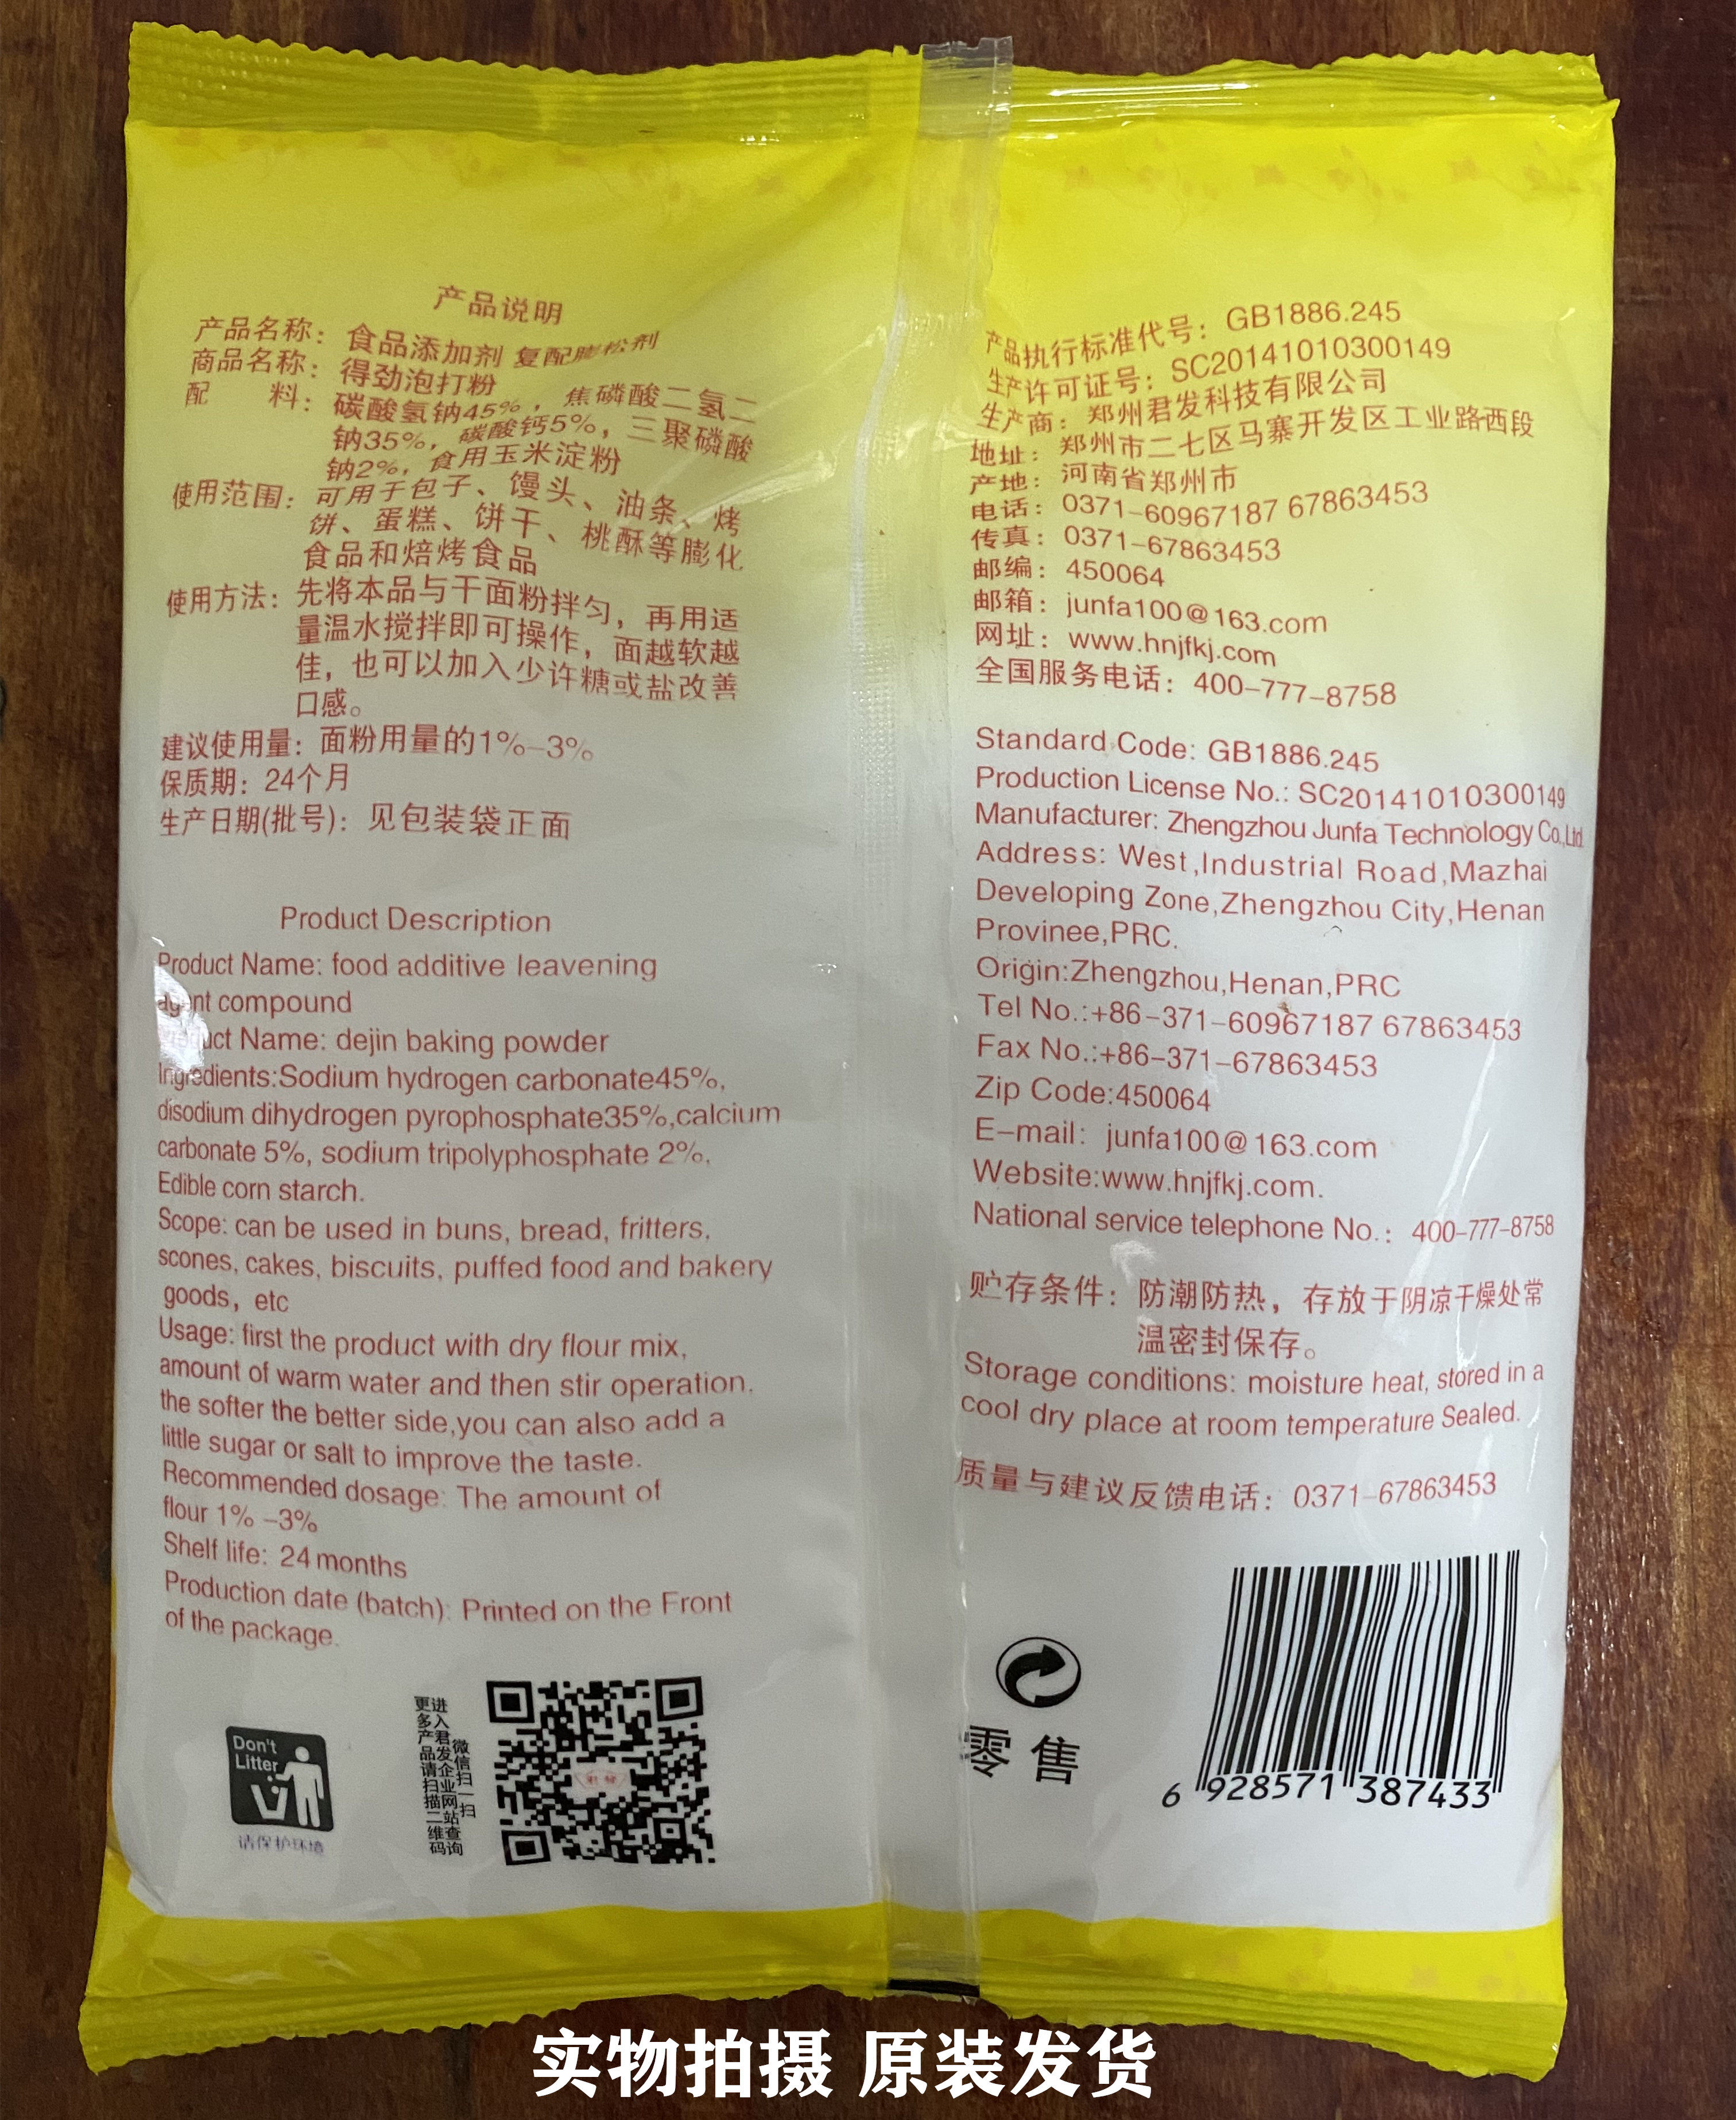 产品说明
产品名称：食品添加剂 复配膨松剂
商品名称：得劲泡打粉
配 料：碳酸氢钠45%，焦磷酸二氢二
钠35%，碳酸钙5%，三聚磷酸
钠2%，食用玉米淀粉
使用范围：可用于包子、馒头、油条、烤
饼、蛋糕、饼干、桃酥等膨化
食品和焙烤食品
使用方法：先将本品与干面粉拌匀，再用适
量温水搅拌即可操作，面越软越
佳，也可以加入少许糖或盐改善
口感。
建议使用量：面粉用量的1%-3%
保质期：24个月
生产日期(批号)：见包装袋正面
Product Description
Product Name: food additive leavening
agent compound
Product Name: dejin baking powder
Ingredients:Sodium hydrogen carbonate45%,
disodium dihydrogen pyrophosphate35%,calcium
carbonate 5%, sodium tripolyphosphate 2%,
Edible corn starch.
Scope: can be used in buns, bread, fritters,
scones, cakes, biscuits, puffed food and bakery
goods, etc
Usage: first the product with dry flour mix,
amount of warm water and then stir operation,
the softer the better side,you can also add a
little sugar or salt to improve the taste.
Recommended dosage: The amount of
flour 1% -3%
Shelf life: 24 months
Production date (batch): Printed on the Front
of the package.
Don't
Litter
请保护环境
微信扫一扫
进入君发企业网站查询
更多产品请扫描二维码
君發
产品执行标准代号：GB1886.245
生产许可证号：SC20141010300149
生产商：郑州君发科技有限公司
地址：郑州市二七区马寨开发区工业路西段
产地：河南省郑州市
电话：0371-60967187 67863453
传真：0371-67863453
邮编：450064
邮箱：junfa100@163.com
网址：www.hnjfkj.com
全国服务电话：400-777-8758
Standard Code: GB1886.245
Production License No.: SC20141010300149
Manufacturer: Zhengzhou Junfa Technology Co.,Ltd.
Address: West,Industrial Road,Mazhai
Developing Zone,Zhengzhou City,Henan
Provinee,PRC.
Origin:Zhengzhou,Henan,PRC
Tel No.:+86-371-60967187 67863453
Fax No.:+86-371-67863453
Zip Code:450064
E-mail: junfa100@163.com
Website:www.hnjfkj.com.
National service telephone No.: 400-777-8758
贮存条件：防潮防热，存放于阴凉干燥处常
温密封保存。
Storage conditions: moisture heat, stored in a
cool dry place at room temperature Sealed.
质量与建议反馈电话：0371-67863453
零售
6 928571 387433
实物拍摄 原装发货